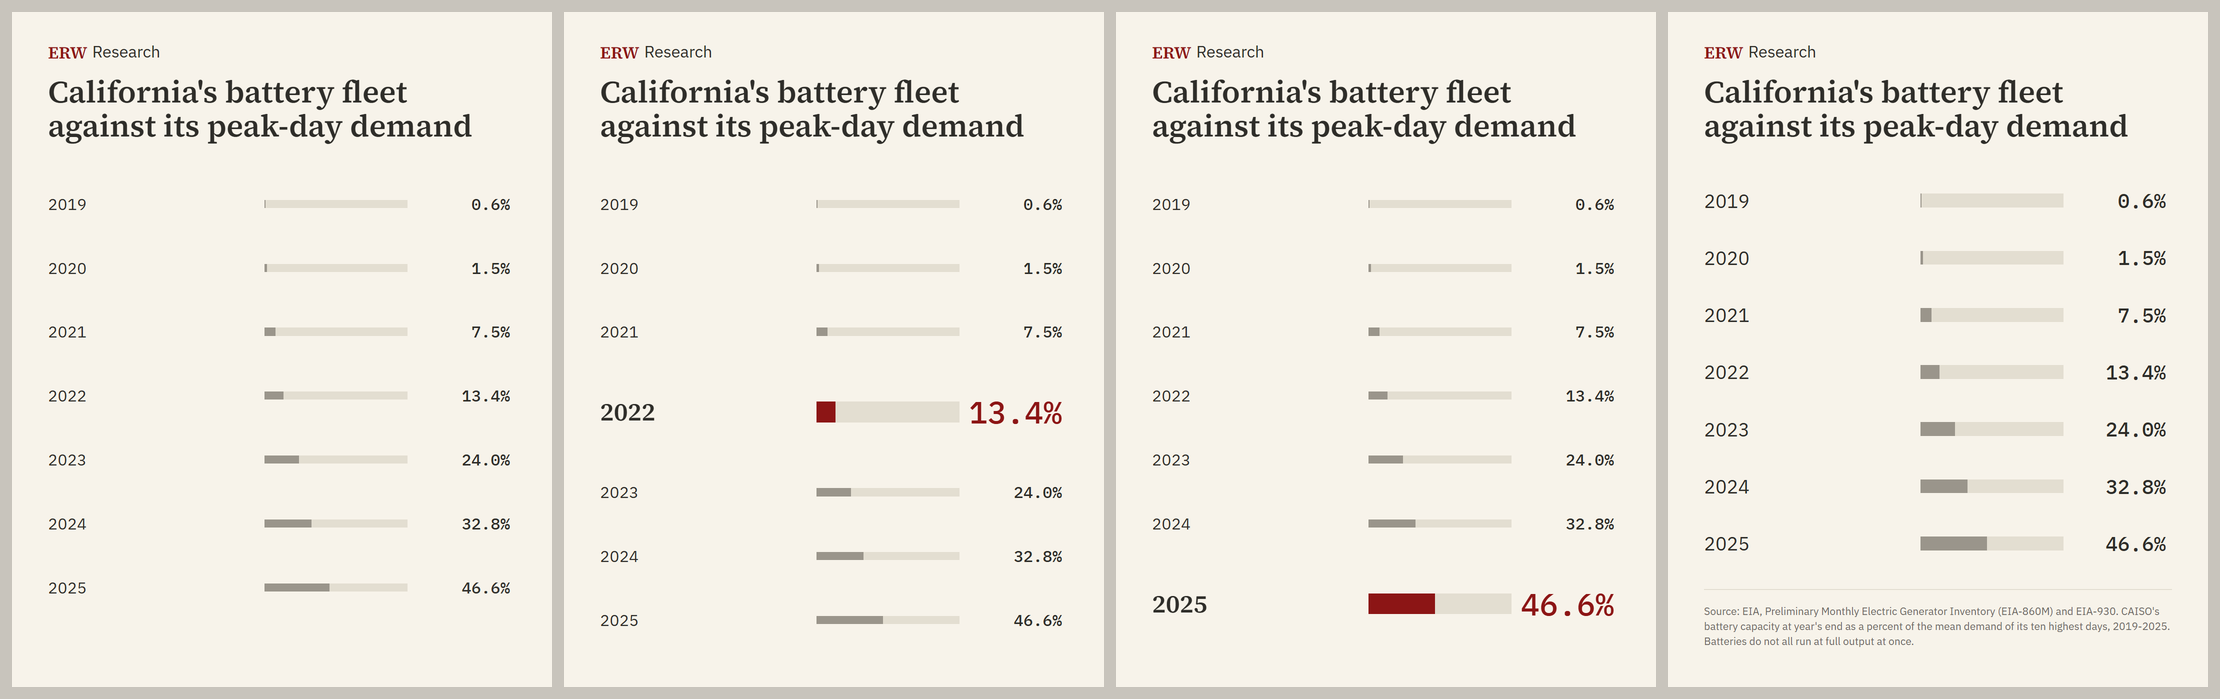 ERW Research
California's battery fleet
against its peak-day demand
2019 0.6%
2020 1.5%
2021 7.5%
2022 13.4%
2023 24.0%
2024 32.8%
2025 46.6%
ERW Research
California's battery fleet
against its peak-day demand
2019 0.6%
2020 1.5%
2021 7.5%
2022 13.4%
2023 24.0%
2024 32.8%
2025 46.6%
ERW Research
California's battery fleet
against its peak-day demand
2019 0.6%
2020 1.5%
2021 7.5%
2022 13.4%
2023 24.0%
2024 32.8%
2025 46.6%
ERW Research
California's battery fleet
against its peak-day demand
2019 0.6%
2020 1.5%
2021 7.5%
2022 13.4%
2023 24.0%
2024 32.8%
2025 46.6%
Source: EIA, Preliminary Monthly Electric Generator Inventory (EIA-860M) and EIA-930. CAISO's
battery capacity at year's end as a percent of the mean demand of its ten highest days, 2019-2025.
Batteries do not all run at full output at once.